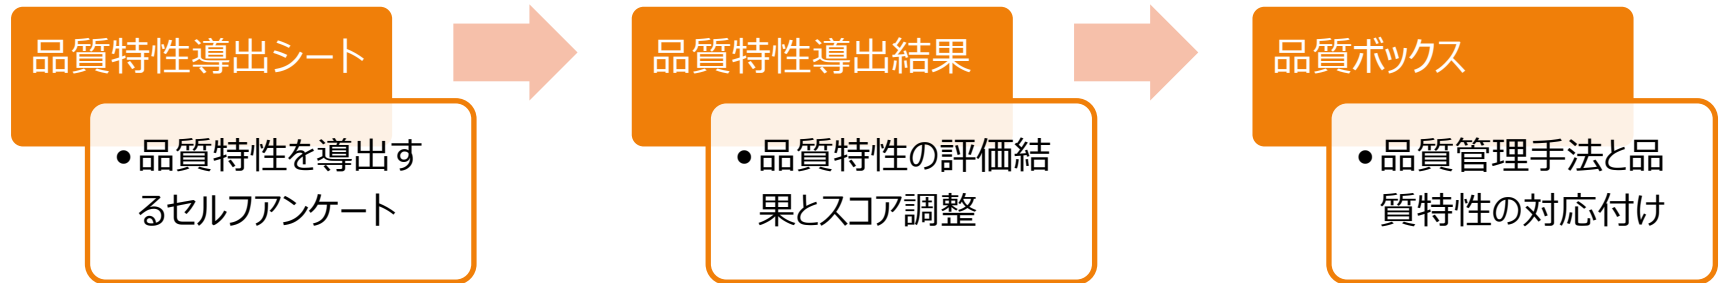 品質特性導出シート
•品質特性を導出す
るセルフアンケート
品質特性導出結果
•品質特性の評価結
果とスコア調整
品質ボックス
•品質管理手法と品
質特性の対応付け